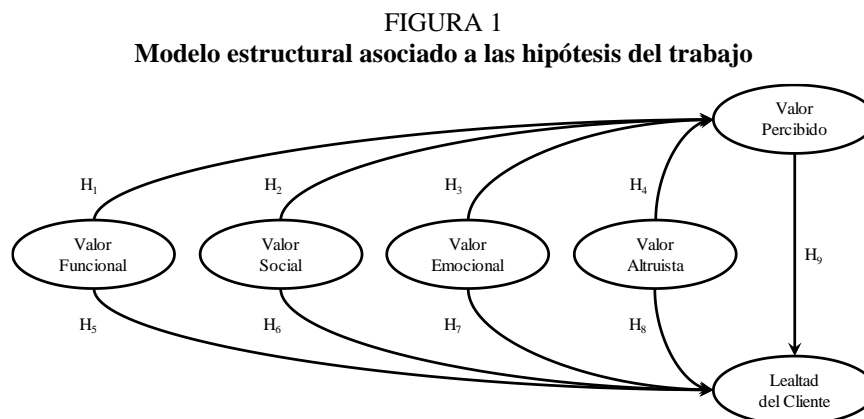 FIGURA 1
Modelo estructural asociado a las hipótesis del trabajo
Valor
Percibido
H1
H2
H3
H4
Valor
Funcional
Valor
Social
Valor
Emocional
Valor
Altruista
H9
H5
H6
H7
H8
Lealtad
del Cliente